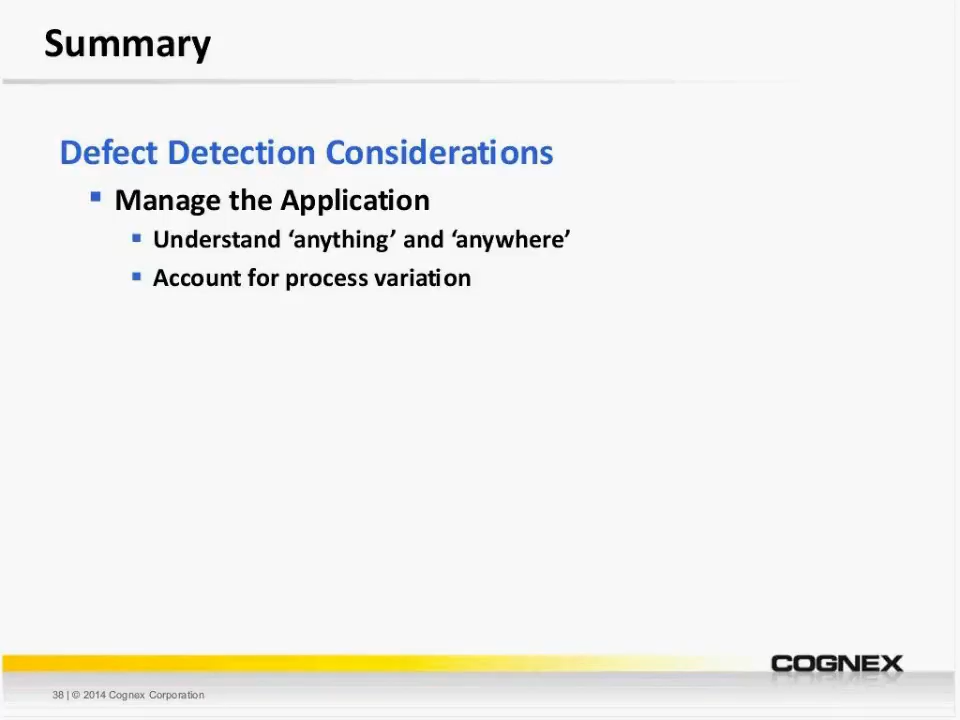 Summary
Defect Detection Considerations
▪ Manage the Application
▪ Understand ‘anything’ and ‘anywhere’
▪ Account for process variation
COGNEX
38 | © 2014 Cognex Corporation